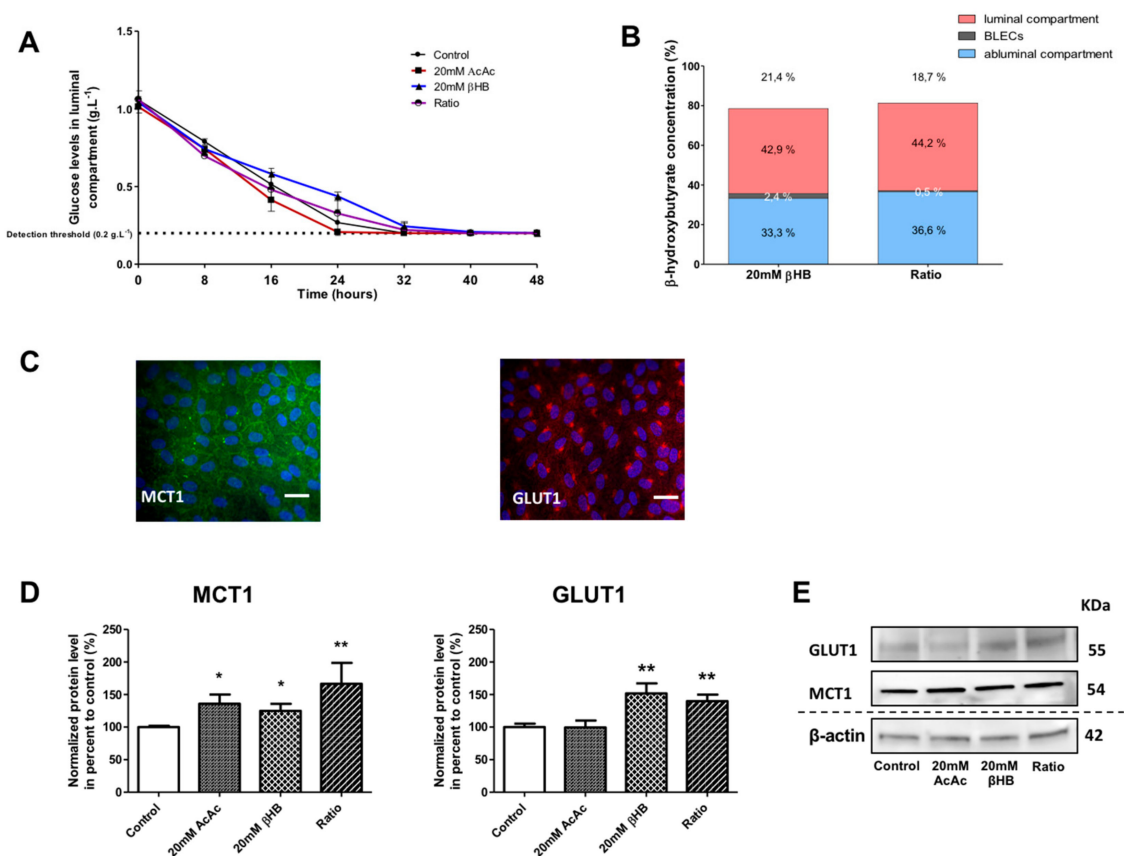 A
Glucose levels in luminal
compartment (g.L-1)
1.5
1.0
0.5
0.0
Detection threshold (0.2 g.L-1)
0 8 16 24 32 40 48
Time (hours)
Control
20mM AcAc
20mM βHB
Ratio
B
luminal compartment
BLECs
abluminal compartment
β-hydroxybutyrate concentration (%)
100
80
60
40
20
0
21,4 % 18,7 %
42,9 % 44,2 %
2,4 % 0,5 %
33,3 % 36,6 %
20mM βHB Ratio
C
MCT1
GLUT1
D
MCT1
Normalized protein level
in percent to control (%)
250
200
150
100
50
0
* * **
Control 20mM AcAc 20mM βHB Ratio
GLUT1
Normalized protein level
in percent to control (%)
250
200
150
100
50
0
** **
Control 20mM AcAc 20mM βHB Ratio
E
KDa
GLUT1 55
MCT1 54
β-actin 42
Control 20mM 20mM Ratio
AcAc βHB